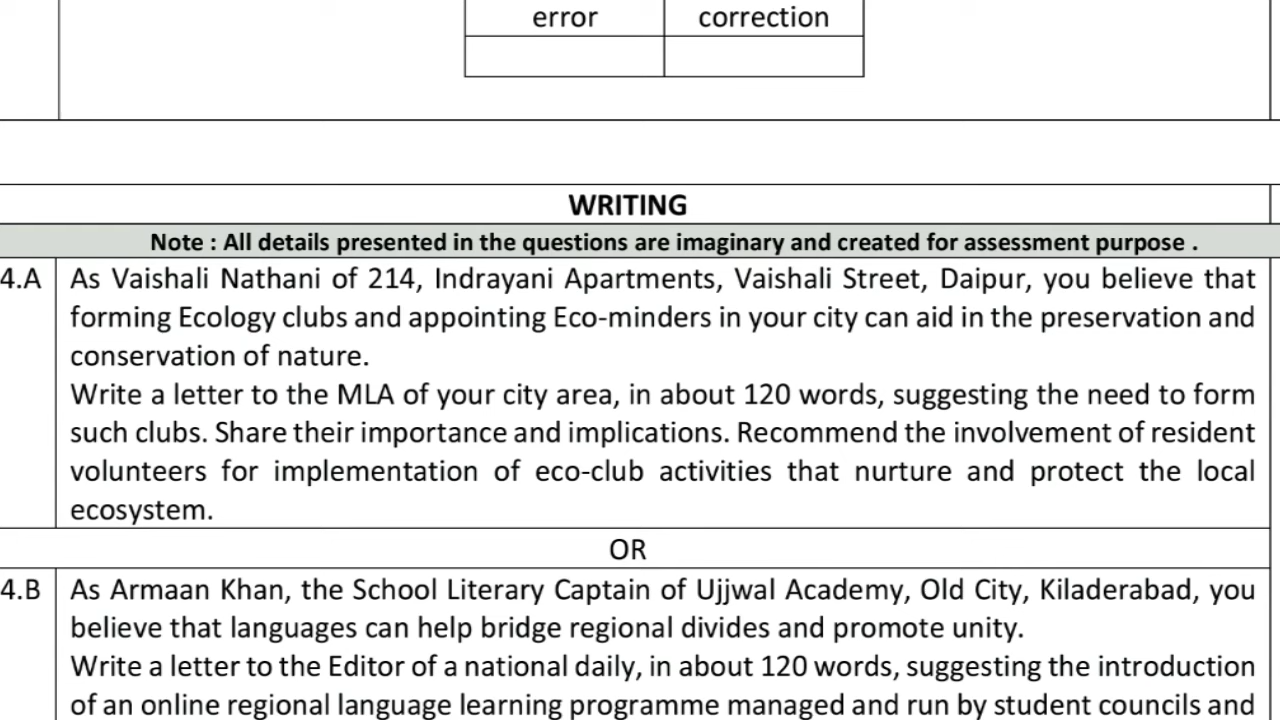 error correction
WRITING
Note : All details presented in the questions are imaginary and created for assessment purpose .
4.A As Vaishali Nathani of 214, Indrayani Apartments, Vaishali Street, Daipur, you believe that
forming Ecology clubs and appointing Eco-minders in your city can aid in the preservation and
conservation of nature.
Write a letter to the MLA of your city area, in about 120 words, suggesting the need to form
such clubs. Share their importance and implications. Recommend the involvement of resident
volunteers for implementation of eco-club activities that nurture and protect the local
ecosystem.
OR
4.B As Armaan Khan, the School Literary Captain of Ujjwal Academy, Old City, Kiladerabad, you
believe that languages can help bridge regional divides and promote unity.
Write a letter to the Editor of a national daily, in about 120 words, suggesting the introduction
of an online regional language learning programme managed and run by student councils and